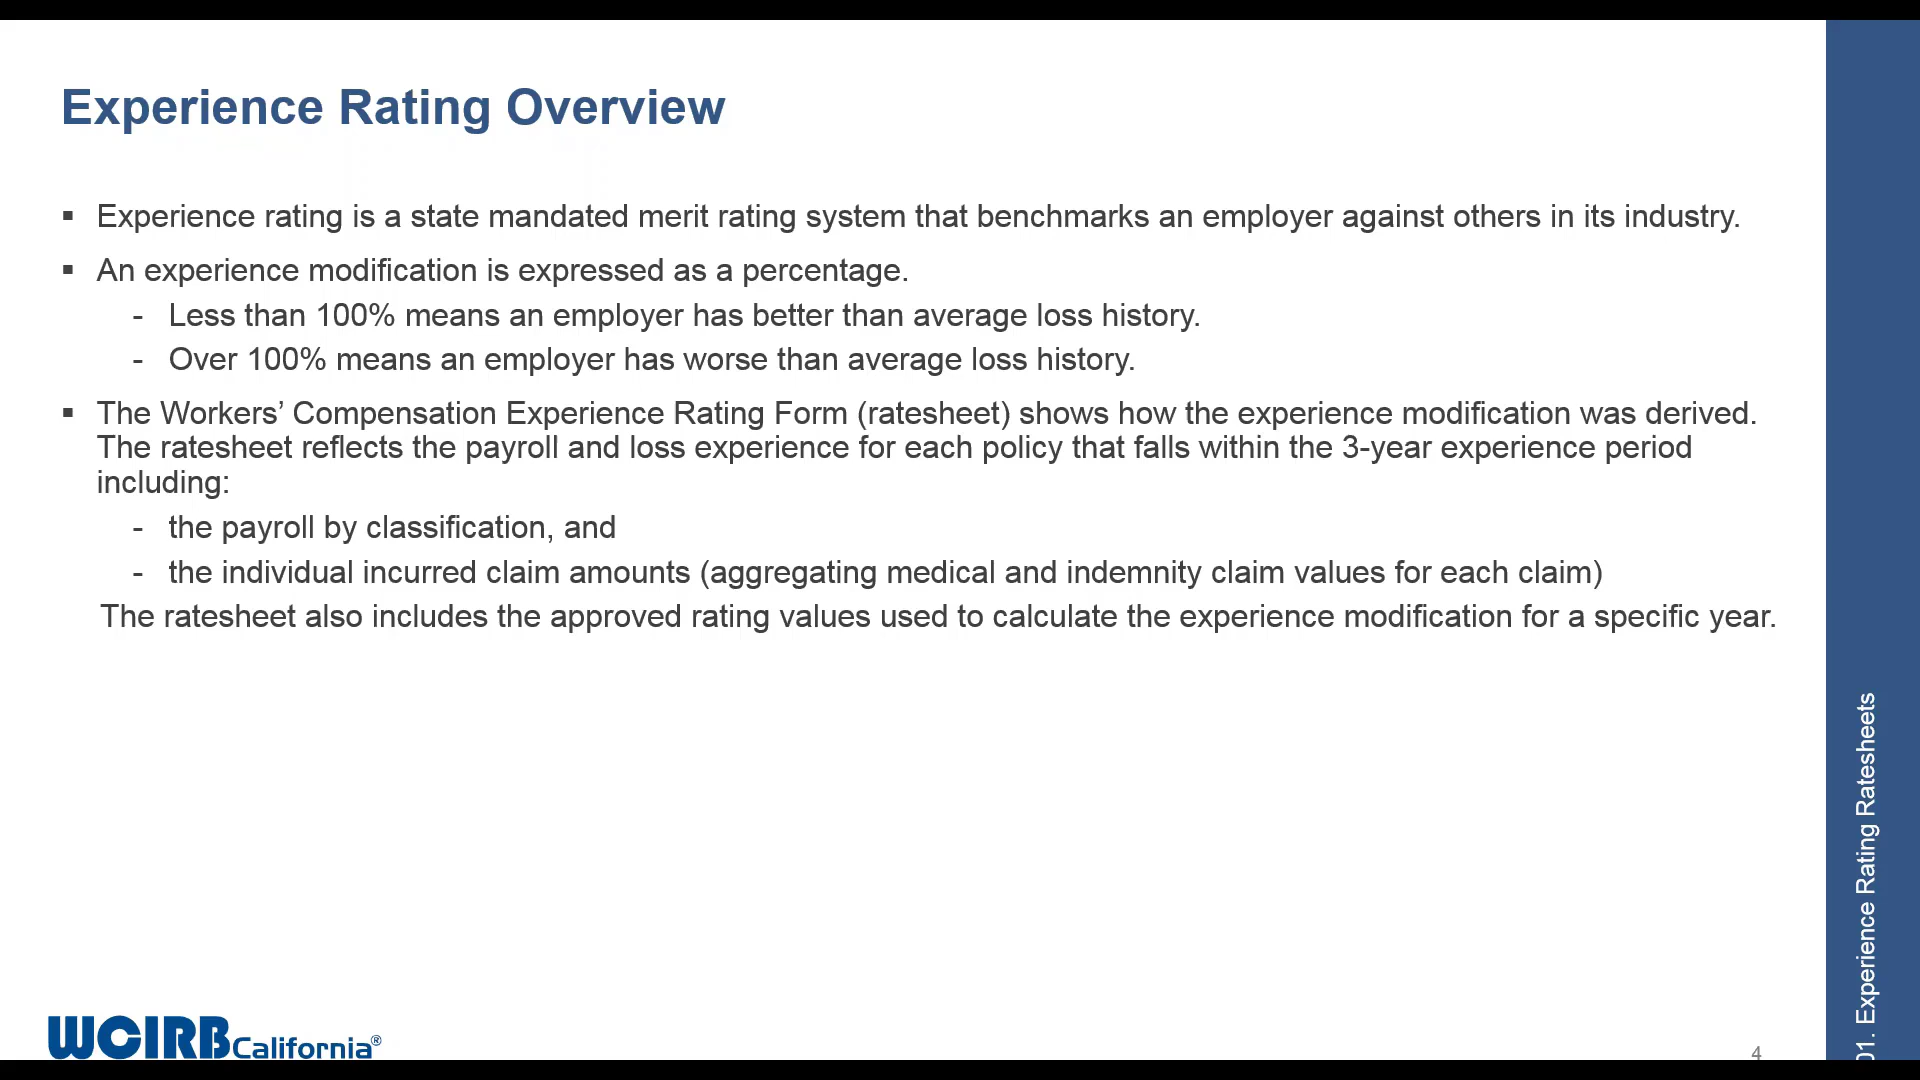 Experience Rating Overview
▪ Experience rating is a state mandated merit rating system that benchmarks an employer against others in its industry.
▪ An experience modification is expressed as a percentage.
- Less than 100% means an employer has better than average loss history.
- Over 100% means an employer has worse than average loss history.
▪ The Workers’ Compensation Experience Rating Form (ratesheet) shows how the experience modification was derived.
The ratesheet reflects the payroll and loss experience for each policy that falls within the 3-year experience period
including:
- the payroll by classification, and
- the individual incurred claim amounts (aggregating medical and indemnity claim values for each claim)
The ratesheet also includes the approved rating values used to calculate the experience modification for a specific year.
01. Experience Rating Ratesheets
WCIRB California®
4